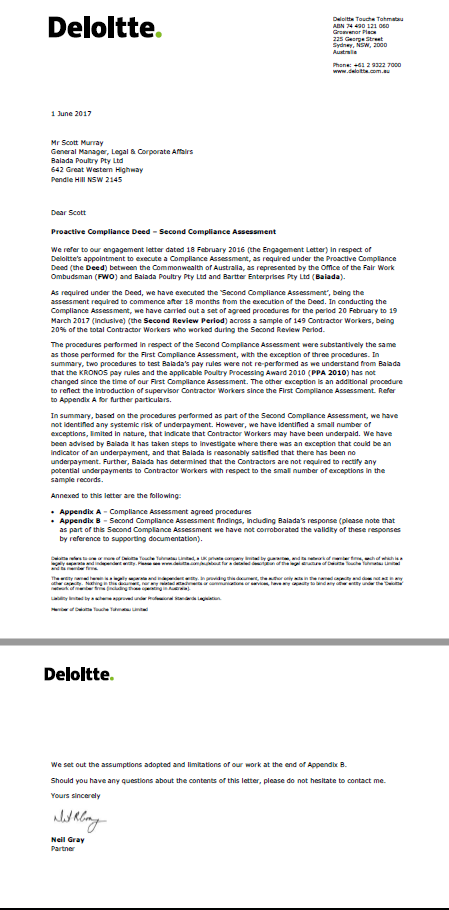 Deloitte.
Deloitte Touche Tohmatsu
ABN 74 490 121 060
Grosvenor Place
225 George Street
Sydney, NSW, 2000
Australia
Phone: +61 2 9322 7000
www.deloitte.com.au
1 June 2017
Mr Scott Murray
General Manager, Legal & Corporate Affairs
Baiada Poultry Pty Ltd
642 Great Western Highway
Pendle Hill NSW 2145
Dear Scott
Proactive Compliance Deed – Second Compliance Assessment
We refer to our engagement letter dated 18 February 2016 (the Engagement Letter) in respect of
Deloitte's appointment to execute a Compliance Assessment, as required under the Proactive Compliance
Deed (the Deed) between the Commonwealth of Australia, as represented by the Office of the Fair Work
Ombudsman (FWO) and Baiada Poultry Pty Ltd and Bartter Enterprises Pty Ltd (Baiada).
As required under the Deed, we have executed the 'Second Compliance Assessment', being the
assessment required to commence after 18 months from the execution of the Deed. In conducting the
Compliance Assessment, we have carried out a set of agreed procedures for the period 20 February to 19
March 2017 (inclusive) (the Second Review Period) across a sample of 149 Contractor Workers, being
20% of the total Contractor Workers who worked during the Second Review Period.
The procedures performed in respect of the Second Compliance Assessment were substantively the same
as those performed for the First Compliance Assessment, with the exception of three procedures. In
summary, two procedures to test Baiada's pay rules were not re-performed as we understand from Baiada
that the KRONOS pay rules and the applicable Poultry Processing Award 2010 (PPA 2010) has not
changed since the time of our First Compliance Assessment. The other exception is an additional procedure
to reflect the introduction of supervisor Contractor Workers since the First Compliance Assessment. Refer
to Appendix A for further particulars.
In summary, based on the procedures performed as part of the Second Compliance Assessment, we have
not identified any systemic risk of underpayment. However, we have identified a small number of
exceptions, limited in nature, that indicate that Contractor Workers may have been underpaid. We have
been advised by Baiada it has taken steps to investigate where there was an exception that could be an
indicator of an underpayment, and that Baiada is reasonably satisfied that there has been no
underpayment. Further, Baiada has determined that the Contractors are not required to rectify any
potential underpayments to Contractor Workers with respect to the small number of exceptions in the
sample records.
Annexed to this letter are the following:
• Appendix A – Compliance Assessment agreed procedures
• Appendix B – Second Compliance Assessment findings, including Baiada's response (please note that
as part of this Second Compliance Assessment we have not corroborated the validity of these responses
by reference to supporting documentation).
Deloitte refers to one or more of Deloitte Touche Tohmatsu Limited, a UK private company limited by guarantee, and its network of member firms, each of which is a
legally separate and independent entity. Please see www.deloitte.com/au/about for a detailed description of the legal structure of Deloitte Touche Tohmatsu Limited
and its member firms.
The entity named herein is a legally separate and independent entity. In providing this document, the author only acts in the named capacity and does not act in any
other capacity. Nothing in this document, nor any related attachments or communications or services, have any capacity to bind any other entity under the 'Deloitte'
network of member firms (including those operating in Australia).
Liability limited by a scheme approved under Professional Standards Legislation.
Member of Deloitte Touche Tohmatsu Limited
Deloitte.
We set out the assumptions adopted and limitations of our work at the end of Appendix B.
Should you have any questions about the contents of this letter, please do not hesitate to contact me.
Yours sincerely
Neil Gray
Partner